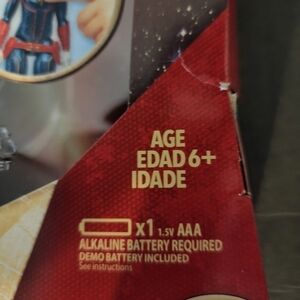 AGE
EDAD 6+
IDADE
x1 1.5V AAA
ALKALINE BATTERY REQUIRED
DEMO BATTERY INCLUDED
See instructions